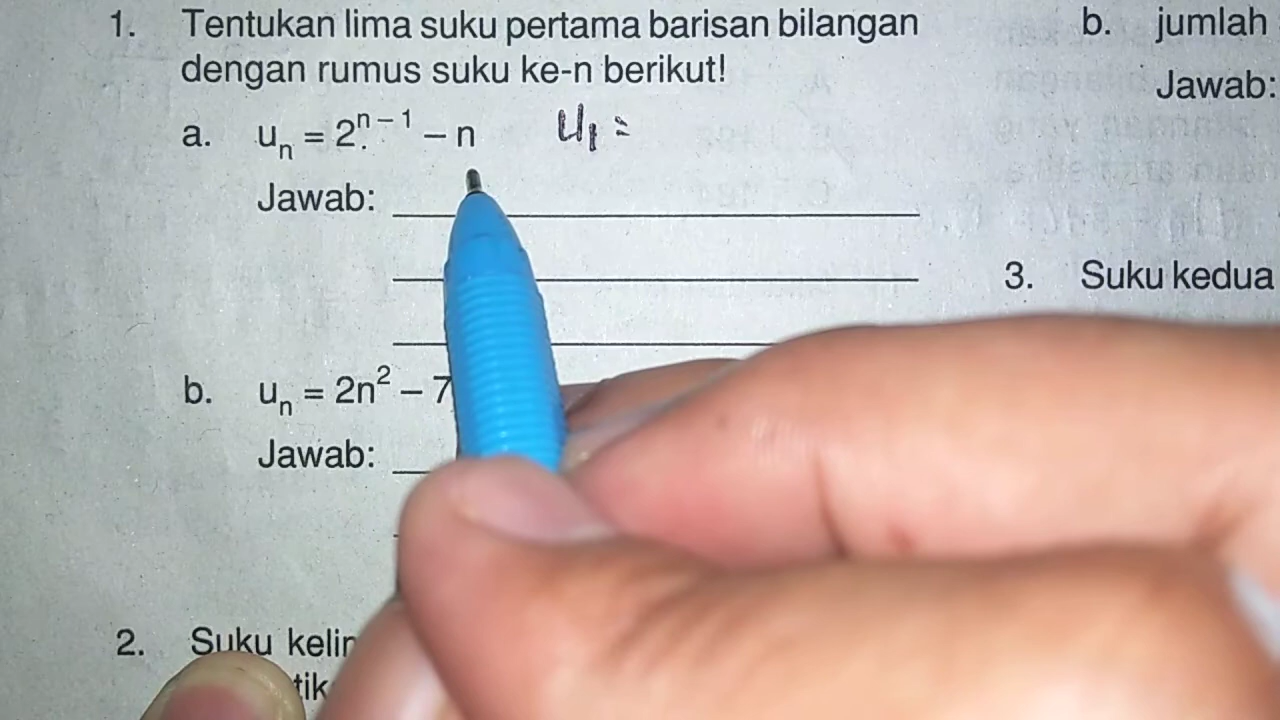 1. Tentukan lima suku pertama barisan bilangan
dengan rumus suku ke-n berikut!
a. uₙ = 2ⁿ⁻¹ – n U₁ =
Jawab:
b. uₙ = 2n² – 7
Jawab:
2. Suku
b. jumlah
Jawab:
3. Suku kedua